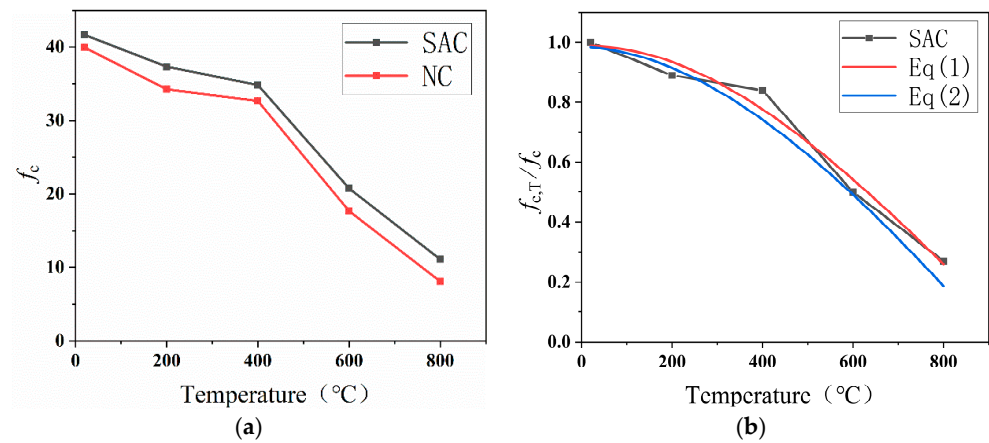 SAC
NC
40
30
20
10
0
f_c
0 200 400 600 800
Temperature（℃）
(a)
SAC
Eq(1)
Eq(2)
1.0
0.8
0.6
0.4
0.2
0.0
f_c,T/f_c
0 200 400 600 800
Temperature（℃）
(b)